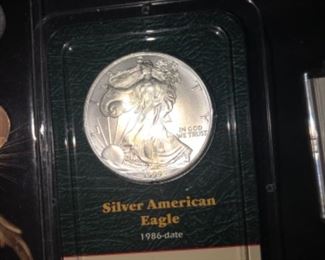 IN GOD
WE TRUST
Silver American
Eagle
1986-date